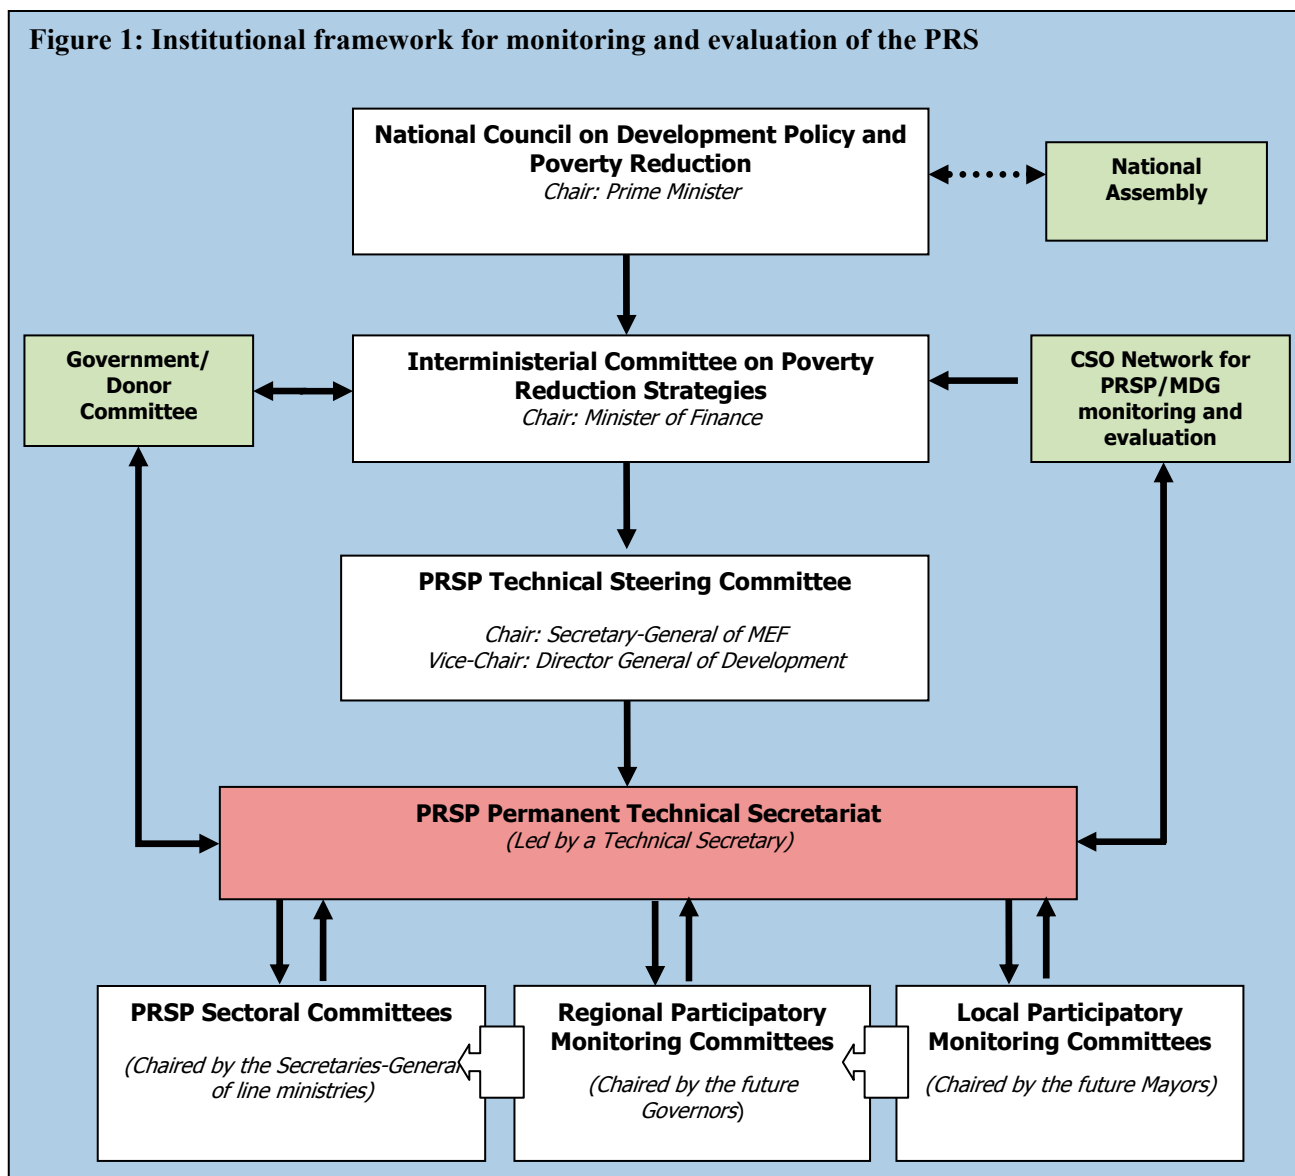 Figure 1: Institutional framework for monitoring and evaluation of the PRS
National Council on Development Policy and
Poverty Reduction
Chair: Prime Minister
National
Assembly
Government/
Donor
Committee
Interministerial Committee on Poverty
Reduction Strategies
Chair: Minister of Finance
CSO Network for
PRSP/MDG
monitoring and
evaluation
PRSP Technical Steering Committee
Chair: Secretary-General of MEF
Vice-Chair: Director General of Development
PRSP Permanent Technical Secretariat
(Led by a Technical Secretary)
PRSP Sectoral Committees
(Chaired by the Secretaries-General
of line ministries)
Regional Participatory
Monitoring Committees
(Chaired by the future
Governors)
Local Participatory
Monitoring Committees
(Chaired by the future Mayors)